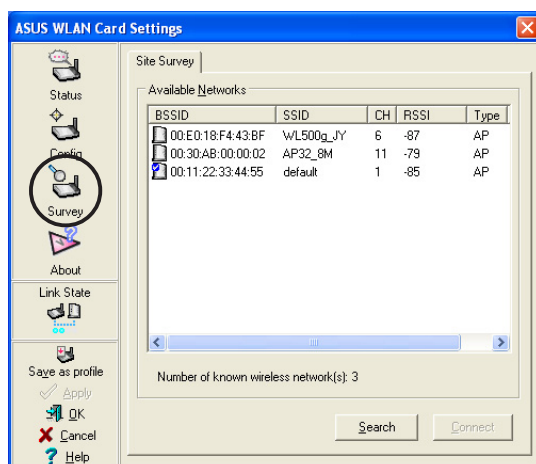 ASUS WLAN Card Settings
Status
Config
Survey
About
Link State
Save as profile
Apply
OK
Cancel
Help
Site Survey
Available Networks
BSSID SSID CH RSSI Type
00:E0:18:F4:43:BF WL500g_JY 6 -87 AP
00:30:AB:00:00:02 AP32_8M 11 -79 AP
00:11:22:33:44:55 default 1 -85 AP
Number of known wireless network(s): 3
Search Connect